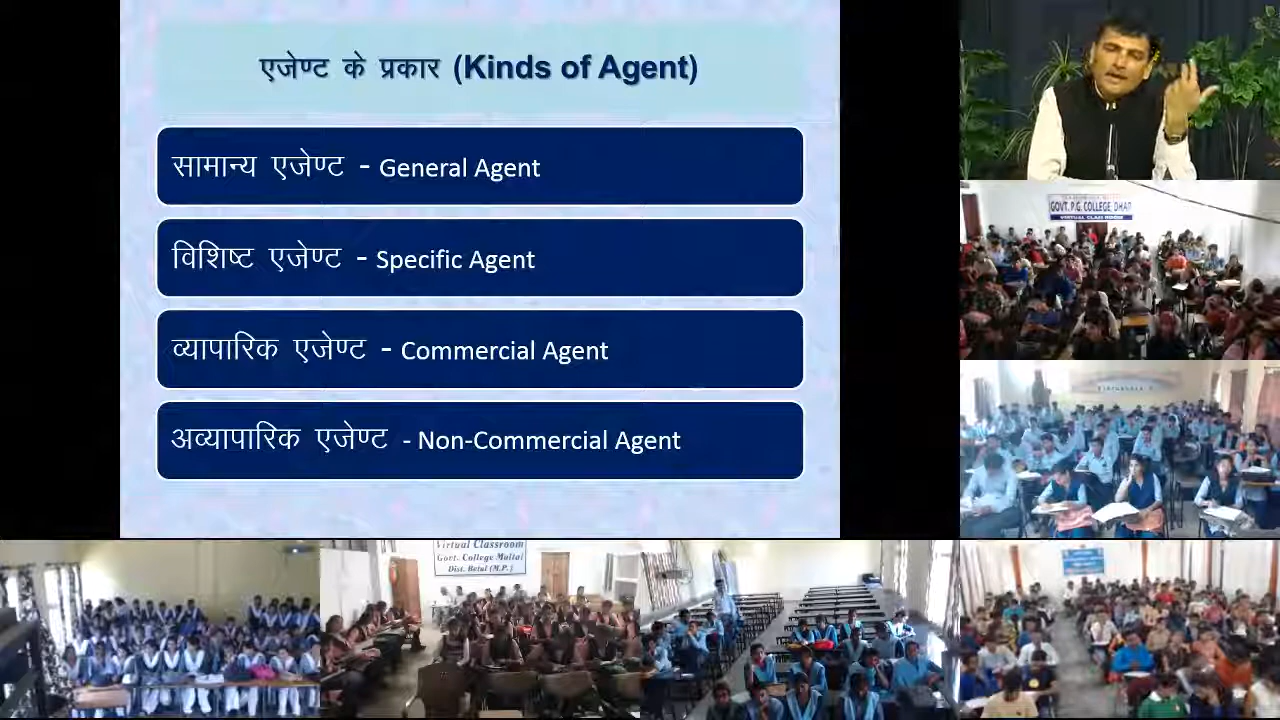 एजेण्ट के प्रकार (Kinds of Agent)
सामान्य एजेण्ट - General Agent
विशिष्ट एजेण्ट - Specific Agent
व्यापारिक एजेण्ट - Commercial Agent
अव्यापारिक एजेण्ट - Non-Commercial Agent
GOVT. P.G. COLLEGE, DHAR
VIRTUAL CLASS ROOM
Virtual Classroom
Govt. College Multai
Dist. Betul (M.P.)